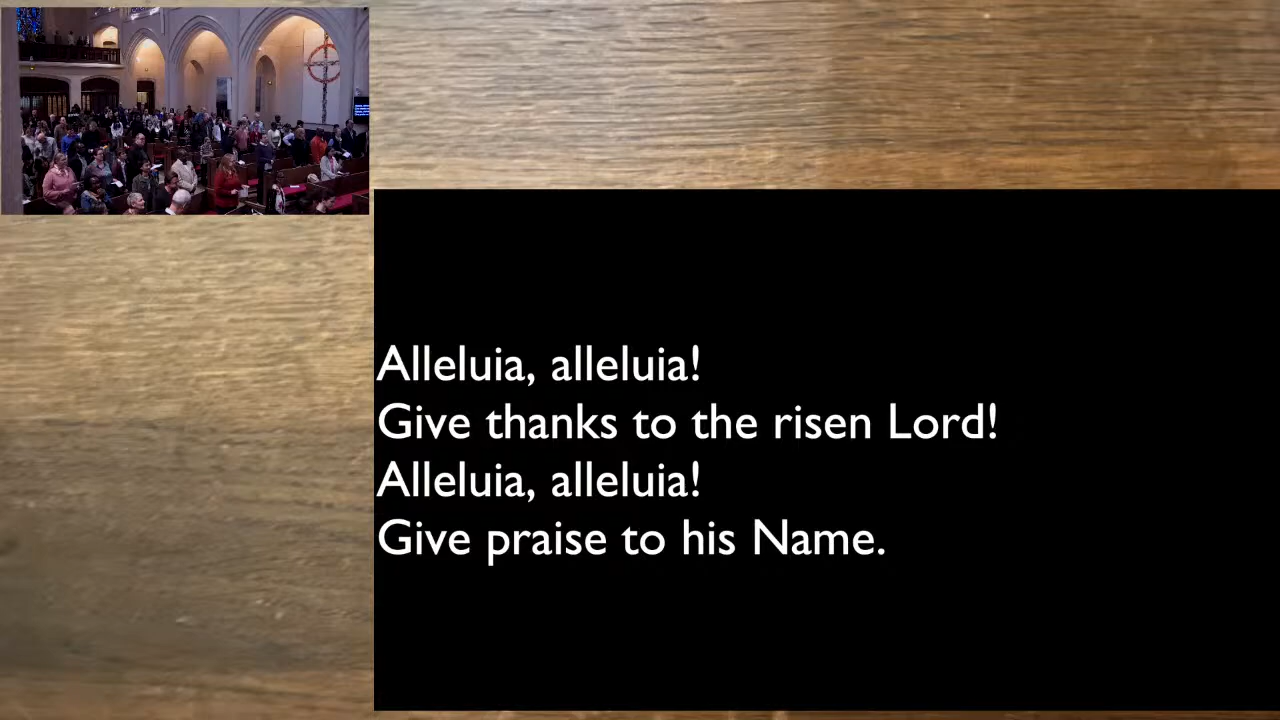 Alleluia, alleluia!
Give thanks to the risen Lord!
Alleluia, alleluia!
Give praise to his Name.